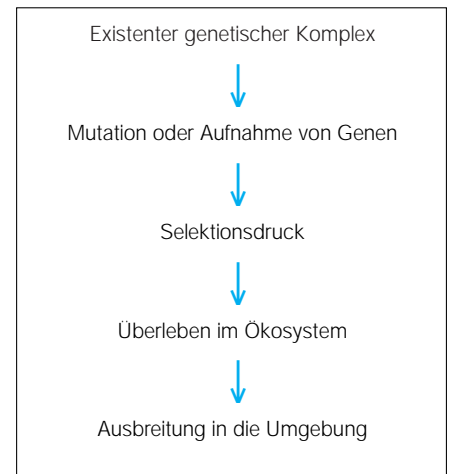 Existenter genetischer Komplex
Mutation oder Aufnahme von Genen
Selektionsdruck
Überleben im Ökosystem
Ausbreitung in die Umgebung